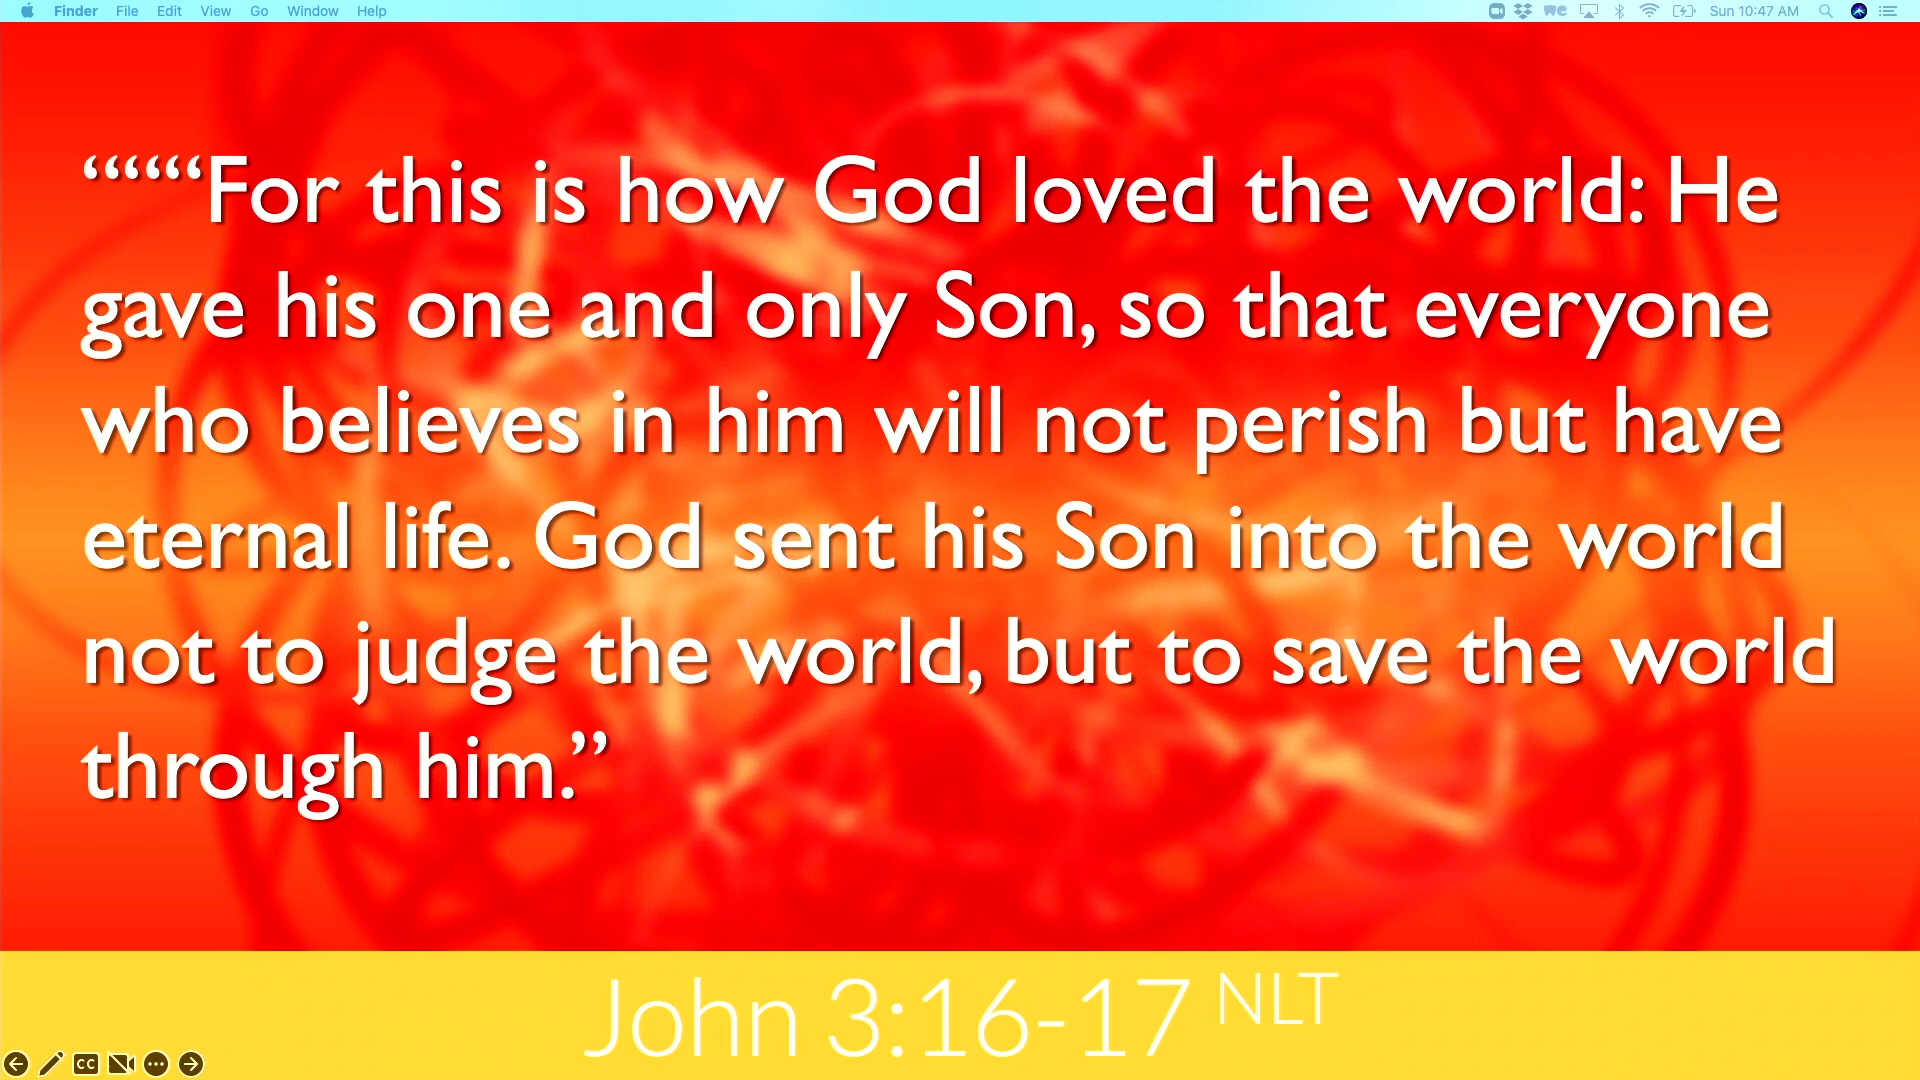 Finder File Edit View Go Window Help Sun 10:47 AM
““““““For this is how God loved the world: He
gave his one and only Son, so that everyone
who believes in him will not perish but have
eternal life. God sent his Son into the world
not to judge the world, but to save the world
through him.”
John 3:16-17 NLT
CC